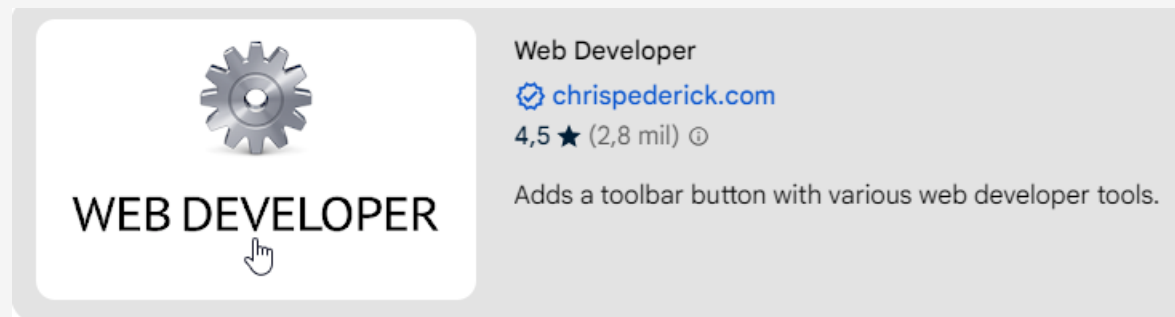 WEB DEVELOPER
Web Developer
chrispederick.com
4,5 ★ (2,8 mil)
Adds a toolbar button with various web developer tools.